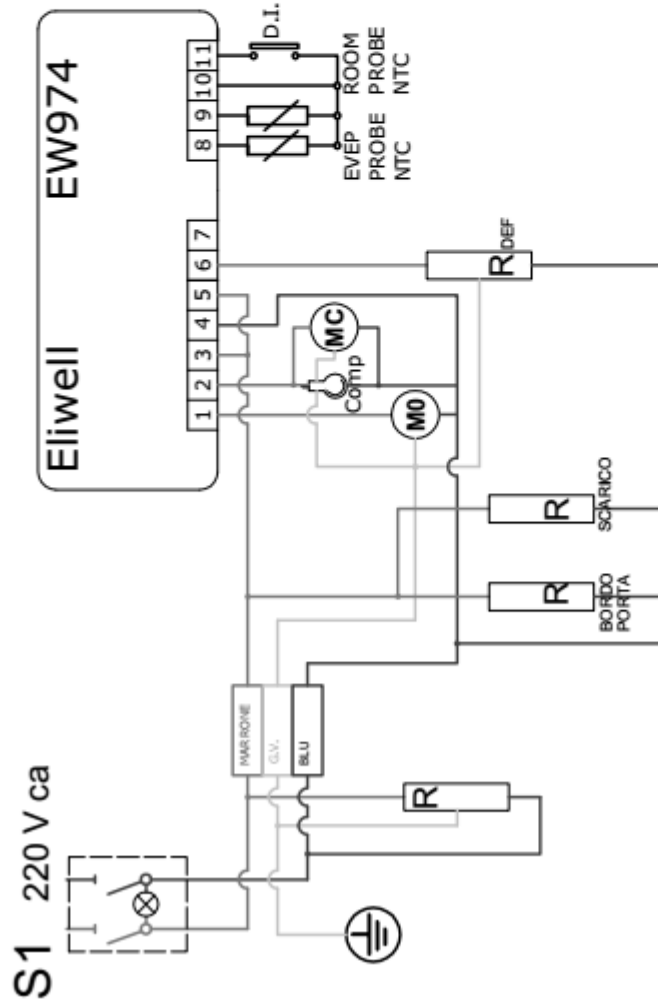 Eliwell EW974
1 2 3 4 5 6 7 8 9 10 11
D.I.
EVEP
PROBE
NTC
ROOM
PROBE
NTC
MC
Comp
M0
R DEF
R
SCARICO
R
BORDO
PORTA
MARRONE
G.V.
BLU
R
S1 220 V ca